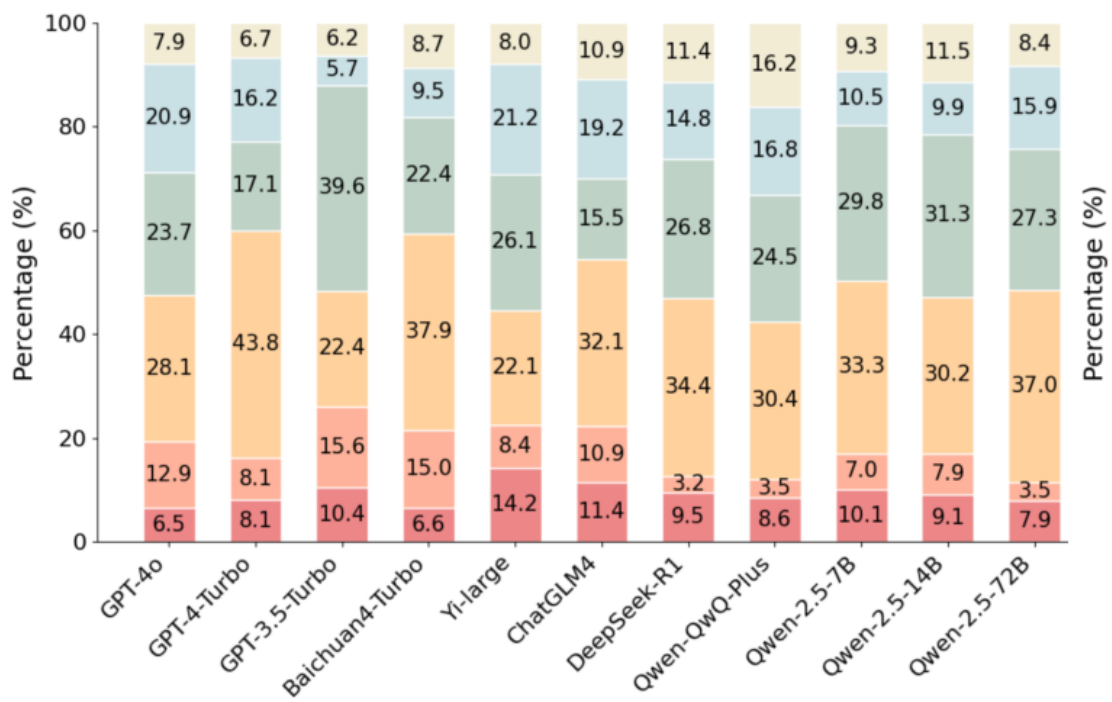 Percentage (%)
100
80
60
40
20
0
7.9 6.7 6.2 8.7 8.0 10.9 11.4 16.2 9.3 11.5 8.4
20.9 16.2 5.7 9.5 21.2 19.2 14.8 16.8 10.5 9.9 15.9
23.7 17.1 39.6 22.4 26.1 15.5 26.8 24.5 29.8 31.3 27.3
28.1 43.8 22.4 37.9 22.1 32.1 34.4 30.4 33.3 30.2 37.0
12.9 8.1 15.6 15.0 8.4 10.9 3.2 3.5 7.0 7.9 3.5
6.5 8.1 10.4 6.6 14.2 11.4 9.5 8.6 10.1 9.1 7.9
GPT-4o
GPT-4-Turbo
GPT-3.5-Turbo
Baichuan4-Turbo
Yi-large
ChatGLM4
DeepSeek-R1
Qwen-QwQ-Plus
Qwen-2.5-7B
Qwen-2.5-14B
Qwen-2.5-72B
Percentage (%)